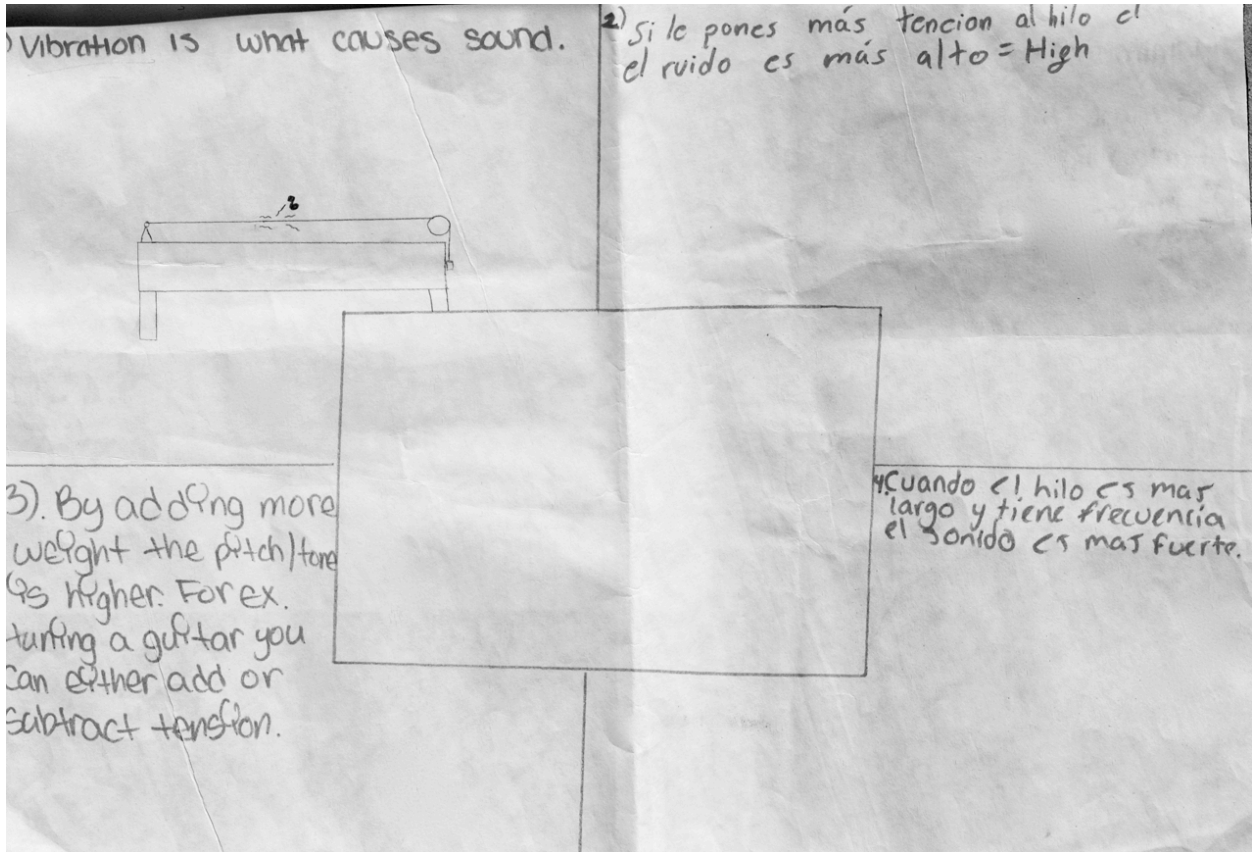 ) Vibration is what causes sound.
2) Si le pones más tencion al hilo el
el ruido es más alto = High
3). By adding more
weight the pitch/tone
is higher. For ex.
tuning a guitar you
can either add or
subtract tension.
4. Cuando el hilo es mas
largo y tiene frecuencia
el sonido es mas fuerte.